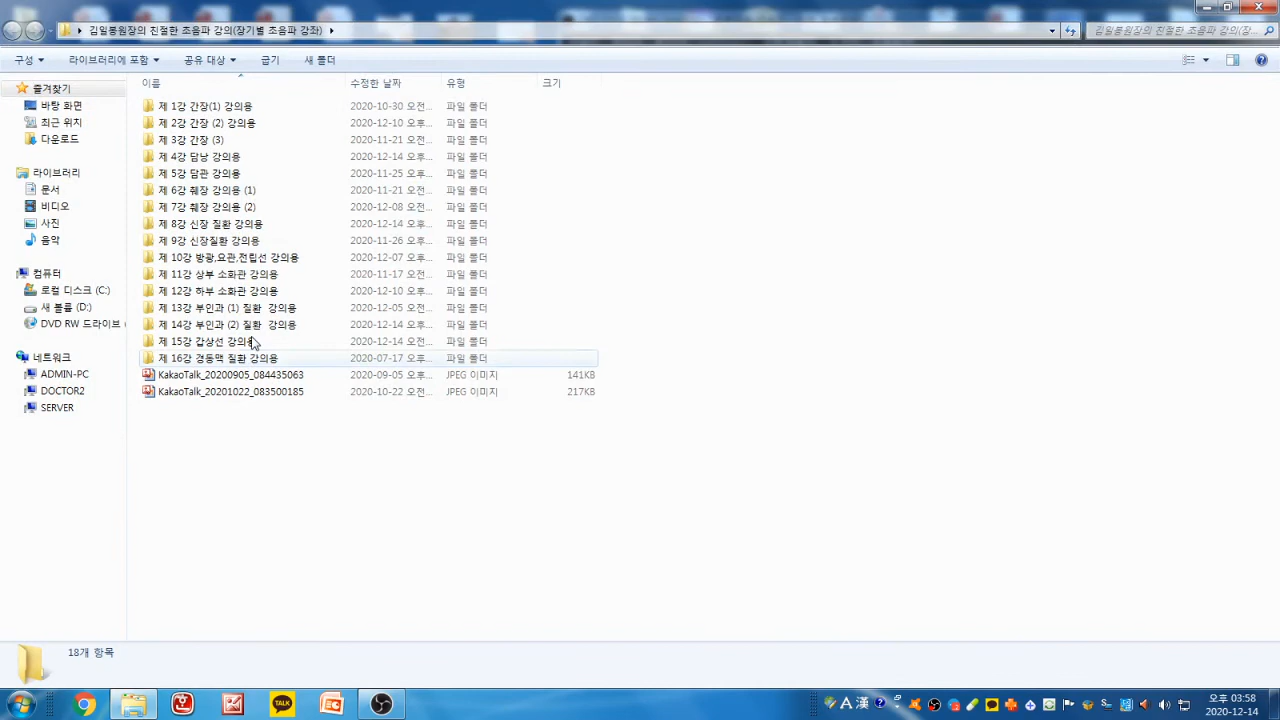 김일봉원장의 친절한 초음파 강의(장기별 초음파 강좌)
김일봉원장의 친절한 초음파 강의(장...
구성 라이브러리에 포함 공유 대상 굽기 새 폴더
이름 수정한 날짜 유형 크기
즐겨찾기
바탕 화면
최근 위치
다운로드
라이브러리
문서
비디오
사진
음악
컴퓨터
로컬 디스크 (C:)
새 볼륨 (D:)
DVD RW 드라이브 (
네트워크
ADMIN-PC
DOCTOR2
SERVER
제 1강 간장(1) 강의용 2020-10-30 오전... 파일 폴더
제 2강 간장 (2) 강의용 2020-12-10 오후... 파일 폴더
제 3강 간장 (3) 2020-11-21 오전... 파일 폴더
제 4강 담낭 강의용 2020-12-14 오후... 파일 폴더
제 5강 담관 강의용 2020-11-25 오전... 파일 폴더
제 6강 췌장 강의용 (1) 2020-11-21 오전... 파일 폴더
제 7강 췌장 강의용 (2) 2020-12-08 오후... 파일 폴더
제 8강 신장 질환 강의용 2020-12-14 오후... 파일 폴더
제 9강 신장질환 강의용 2020-11-26 오전... 파일 폴더
제 10강 방광,요관,전립선 강의용 2020-12-07 오후... 파일 폴더
제 11강 상부 소화관 강의용 2020-11-17 오전... 파일 폴더
제 12강 하부 소화관 강의용 2020-12-10 오후... 파일 폴더
제 13강 부인과 (1) 질환 강의용 2020-12-05 오전... 파일 폴더
제 14강 부인과 (2) 질환 강의용 2020-12-14 오후... 파일 폴더
제 15강 갑상선 강의용 2020-12-14 오전... 파일 폴더
제 16강 경동맥 질환 강의용 2020-07-17 오후... 파일 폴더
KakaoTalk_20200905_084435063 2020-09-05 오후... JPEG 이미지 141KB
KakaoTalk_20201022_083500185 2020-10-22 오전... JPEG 이미지 217KB
18개 항목
TALK
A 漢
오후 03:58
2020-12-14